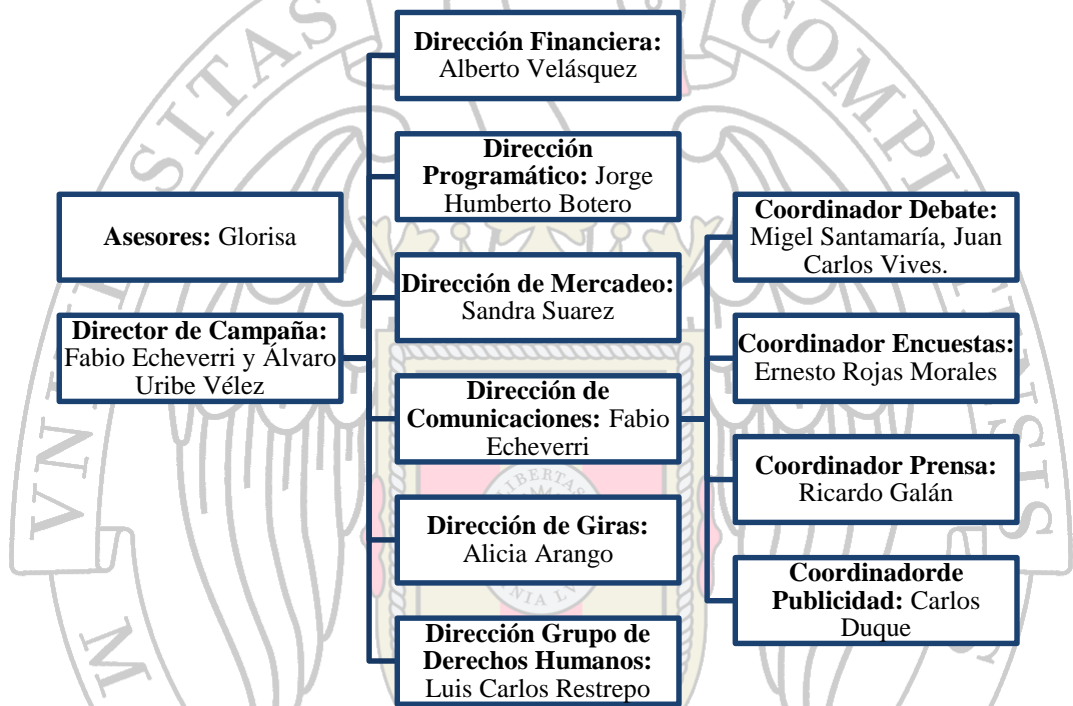 Dirección Financiera:
Alberto Velásquez
Dirección
Programático: Jorge
Humberto Botero
Asesores: Glorisa
Dirección de Mercadeo:
Sandra Suarez
Director de Campaña:
Fabio Echeverri y Álvaro
Uribe Vélez
Dirección de
Comunicaciones: Fabio
Echeverri
Dirección de Giras:
Alicia Arango
Dirección Grupo de
Derechos Humanos:
Luis Carlos Restrepo
Coordinador Debate:
Migel Santamaría, Juan
Carlos Vives.
Coordinador Encuestas:
Ernesto Rojas Morales
Coordinador Prensa:
Ricardo Galán
Coordinadorde
Publicidad: Carlos
Duque